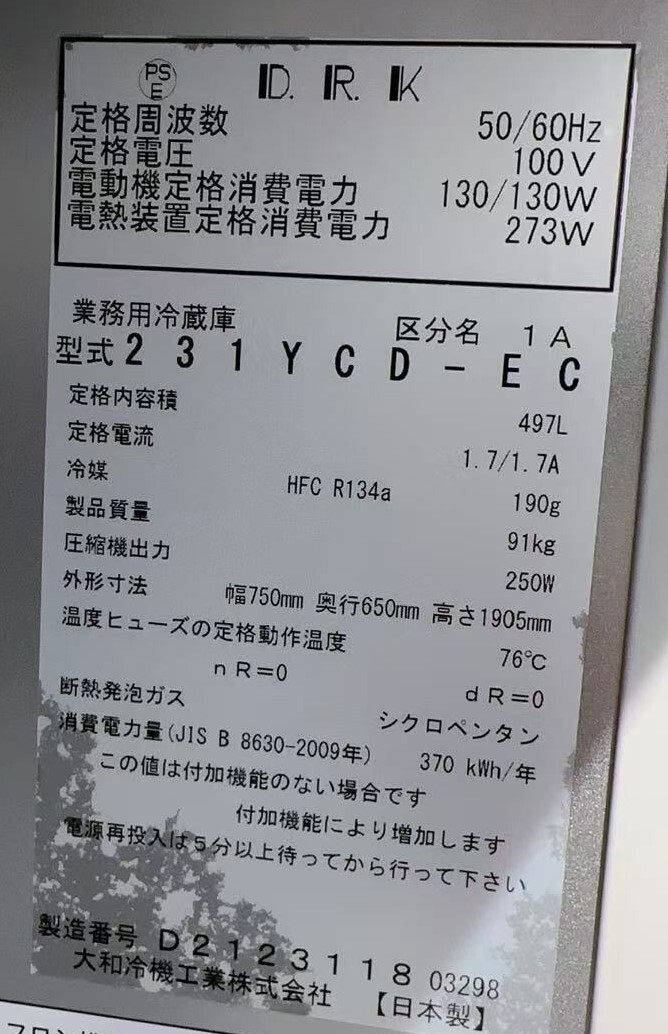 PS E D. R. K
定格周波数 50/60Hz
定格電圧 100V
電動機定格消費電力 130/130W
電熱装置定格消費電力 273W
業務用冷蔵庫 区分名 1A
型式 231YCD-EC
定格内容積 497L
定格電流 1.7/1.7A
冷媒 HFC R134a 190g
製品質量 91kg
圧縮機出力 250W
外形寸法 幅750mm 奥行650mm 高さ1905mm
温度ヒューズの定格動作温度 76℃
nR=0 dR=0
断熱発泡ガス シクロペンタン
消費電力量(JIS B 8630-2009年) 370 kWh/年
この値は付加機能のない場合です
付加機能により増加します
電源再投入は5分以上待ってから行って下さい
製造番号 D2123118 03298
大和冷機工業株式会社 【日本製】